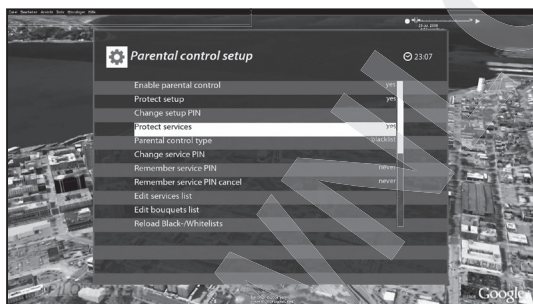 Parental control setup
23:07
Enable parental control yes
Protect setup yes
Change setup PIN
Protect services yes
Parental control type blacklist
Change service PIN
Remember service PIN never
Remember service PIN cancel never
Edit services list
Edit bouquets list
Reload Black-/Whitelists
Google